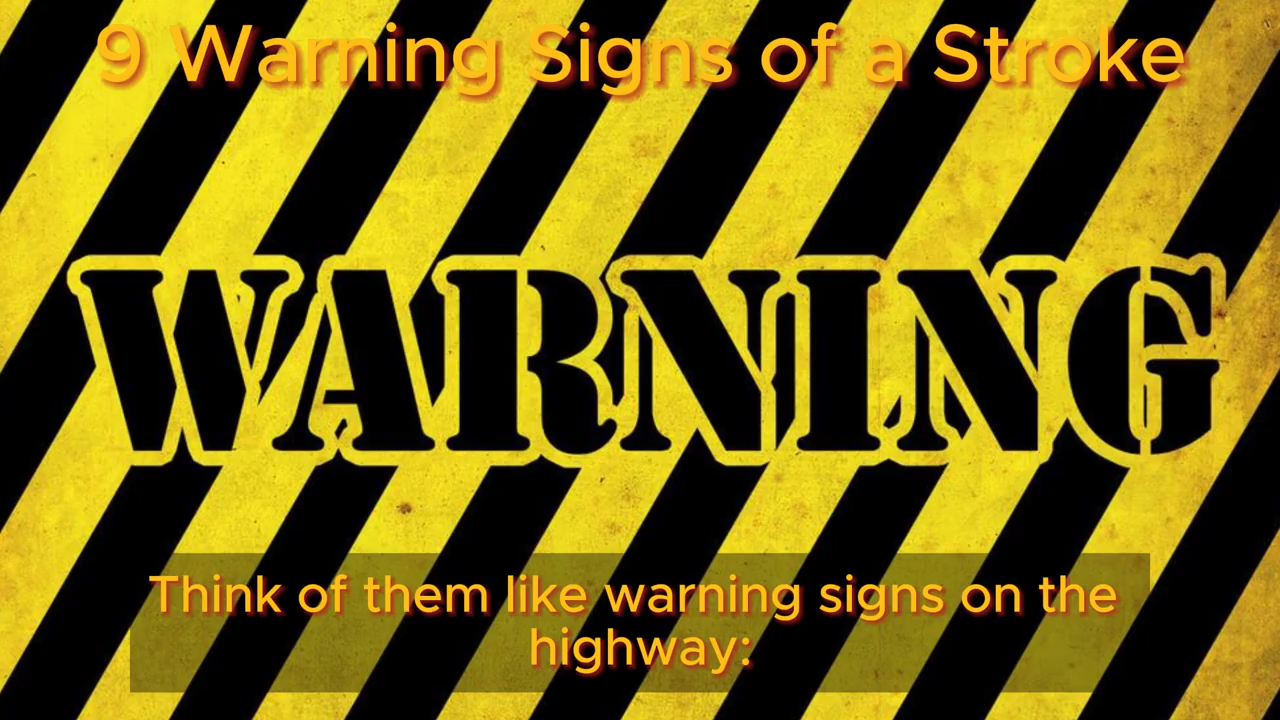 9 Warning Signs of a Stroke
WARNING
Think of them like warning signs on the
highway: